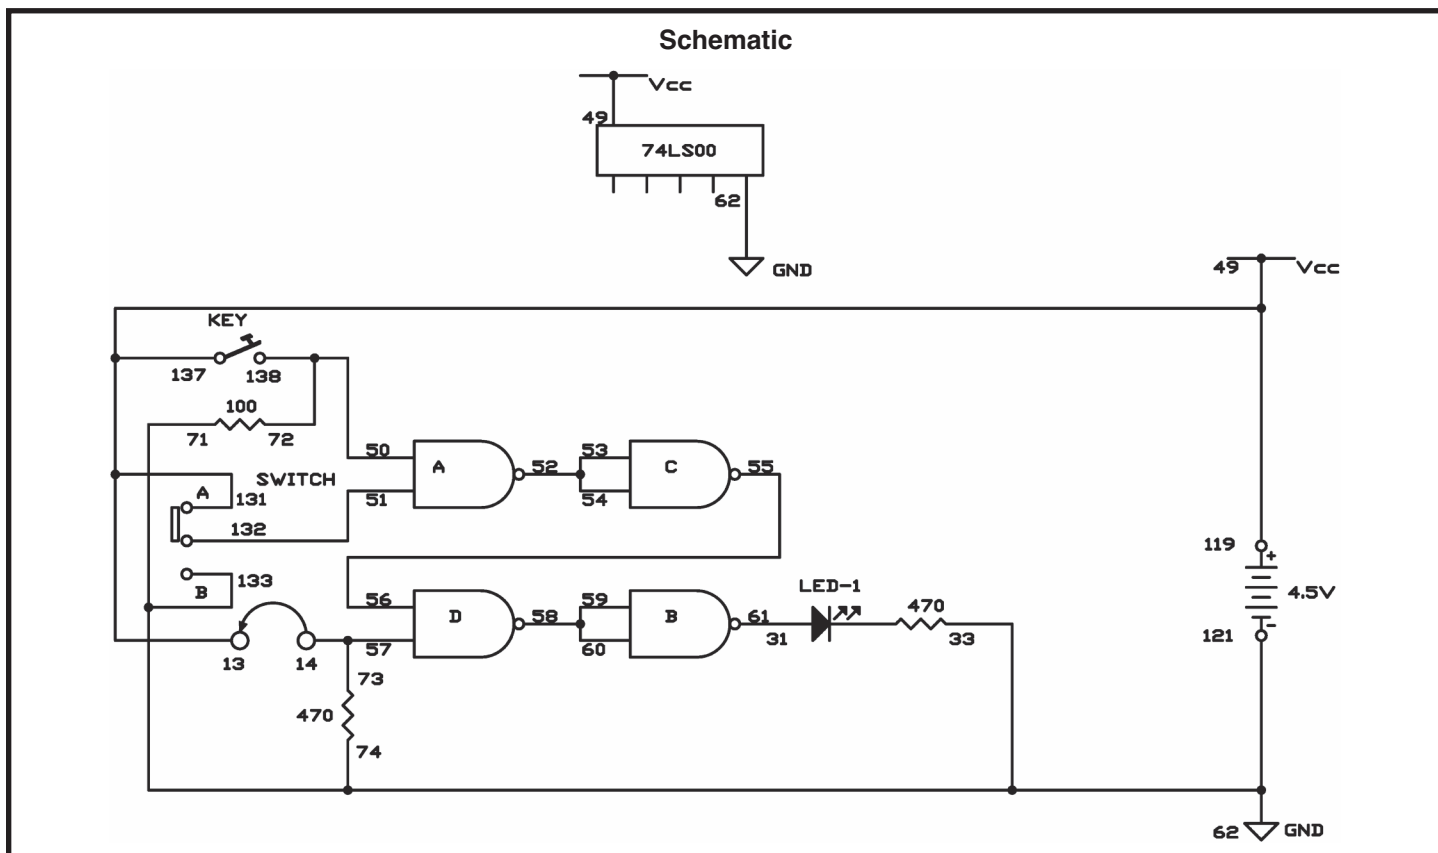 Schematic
Vcc
49
74LS00
62
GND
49 Vcc
KEY
137 138
100
71 72
50 53
A 52 C 55
SWITCH
A 131 51 54
132
119 +
133
B
LED-1
4.5V
56 59 470
D 58 B 61
57 60 31 33
121 -
13 14
73
470
74
62 GND